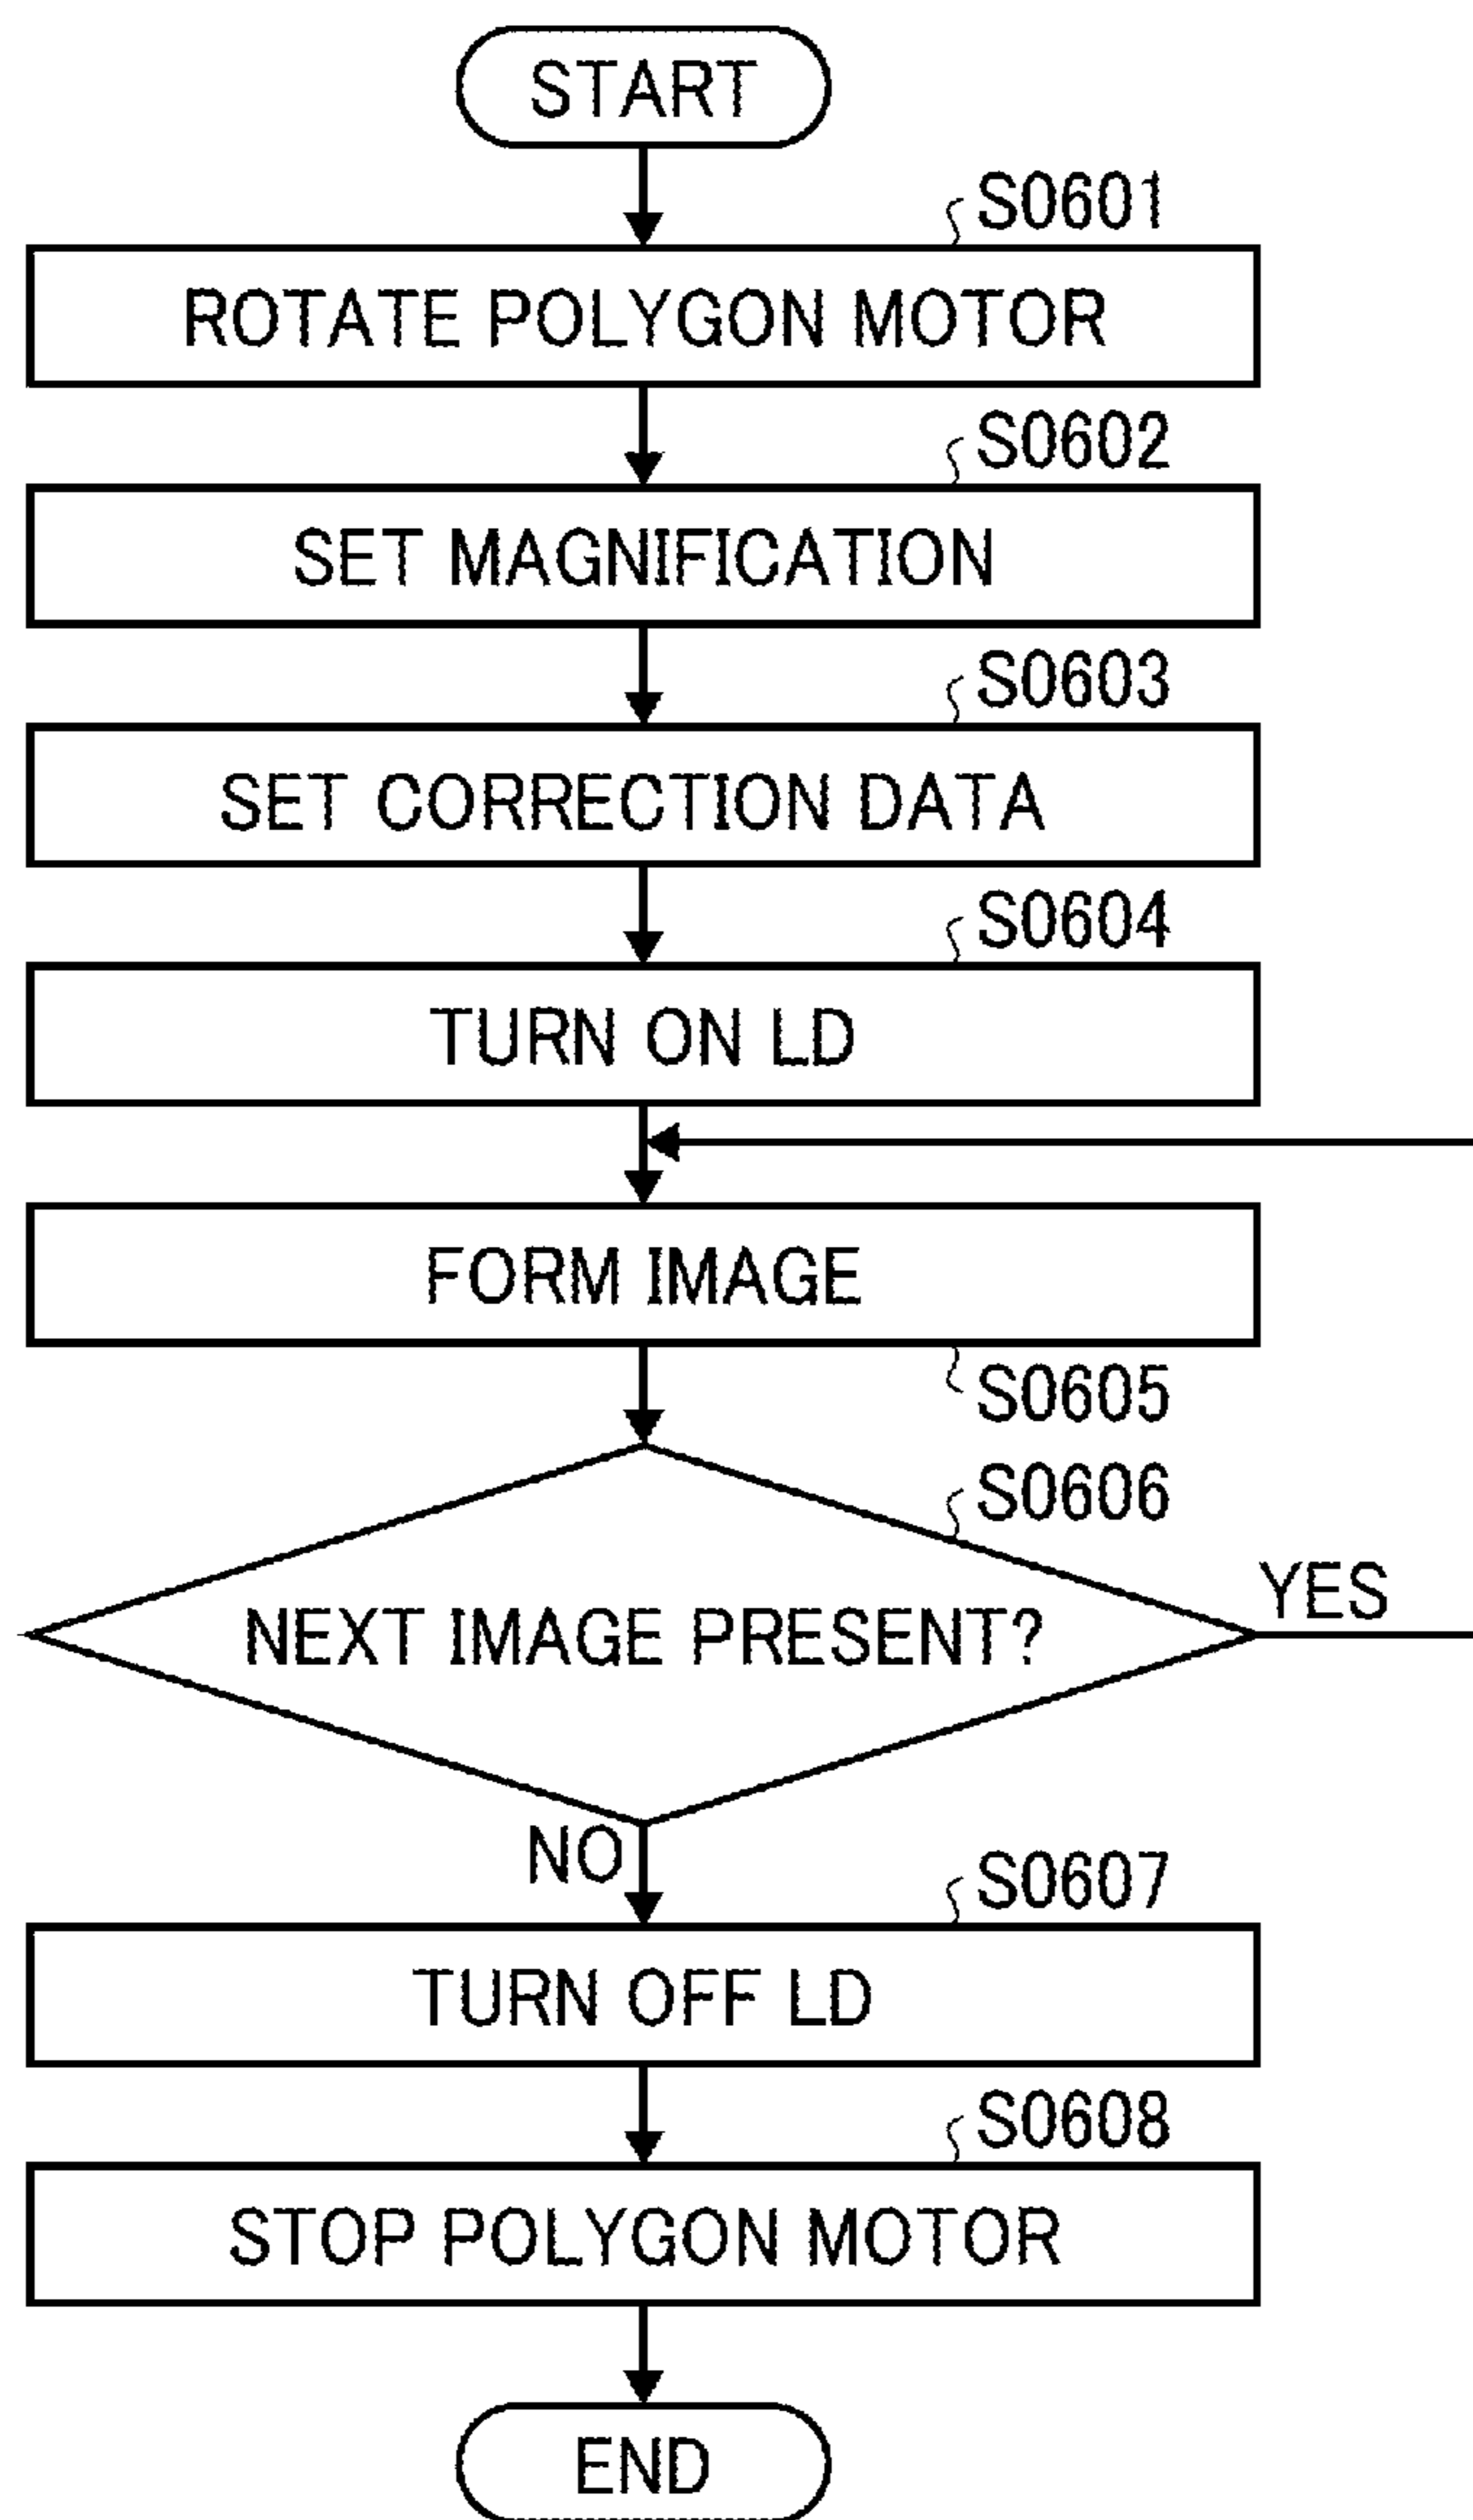 START
S0601
ROTATE POLYGON MOTOR
S0602
SET MAGNIFICATION
S0603
SET CORRECTION DATA
S0604
TURN ON LD
FORM IMAGE
S0605
S0606
YES
NEXT IMAGE PRESENT?
NO
S0607
TURN OFF LD
S0608
STOP POLYGON MOTOR
END